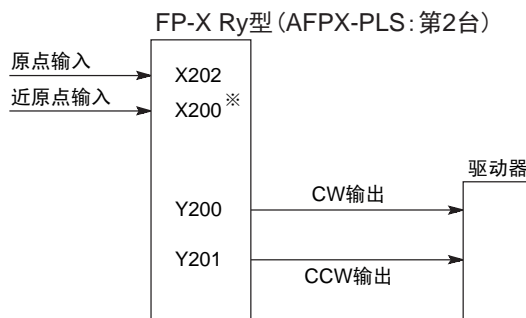 FP-X Ry型(AFPX-PLS:第2台)
原点输入
X202
近原点输入
X200※
驱动器
Y200
CW输出
Y201
CCW输出